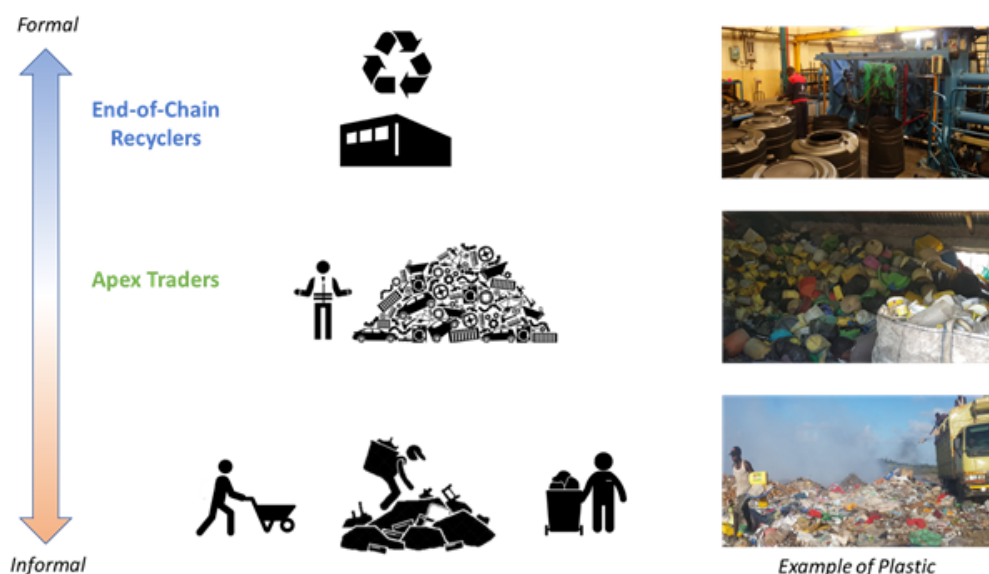 Formal
End-of-Chain
Recyclers
Apex Traders
Informal
Example of Plastic